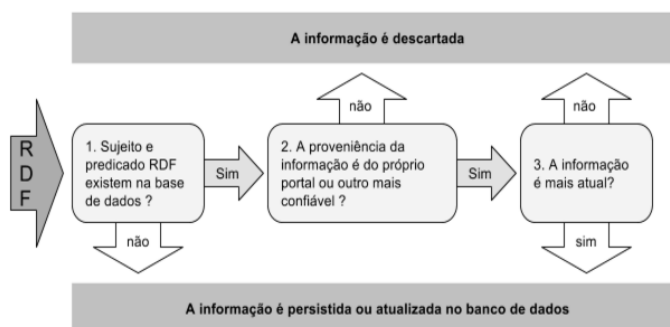 A informação é descartada
não
não
R
D
F
1. Sujeito e
predicado RDF
existem na base
de dados ?
Sim
2. A proveniência da
informação é do próprio
portal ou outro mais
confiável ?
Sim
3. A informação
é mais atual?
não
sim
A informação é persistida ou atualizada no banco de dados